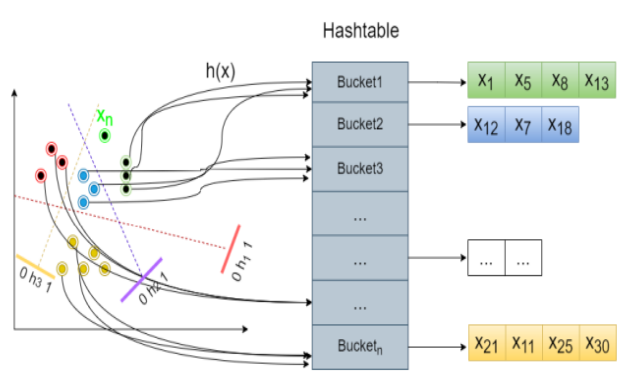 Hashtable
h(x)
Bucket1
x1 x5 x8 x13
xn
Bucket2
x12 x7 x18
Bucket3
...
...
... ...
0 h1 1
0 h2 1
0 h3 1
...
Bucketn
x21 x11 x25 x30